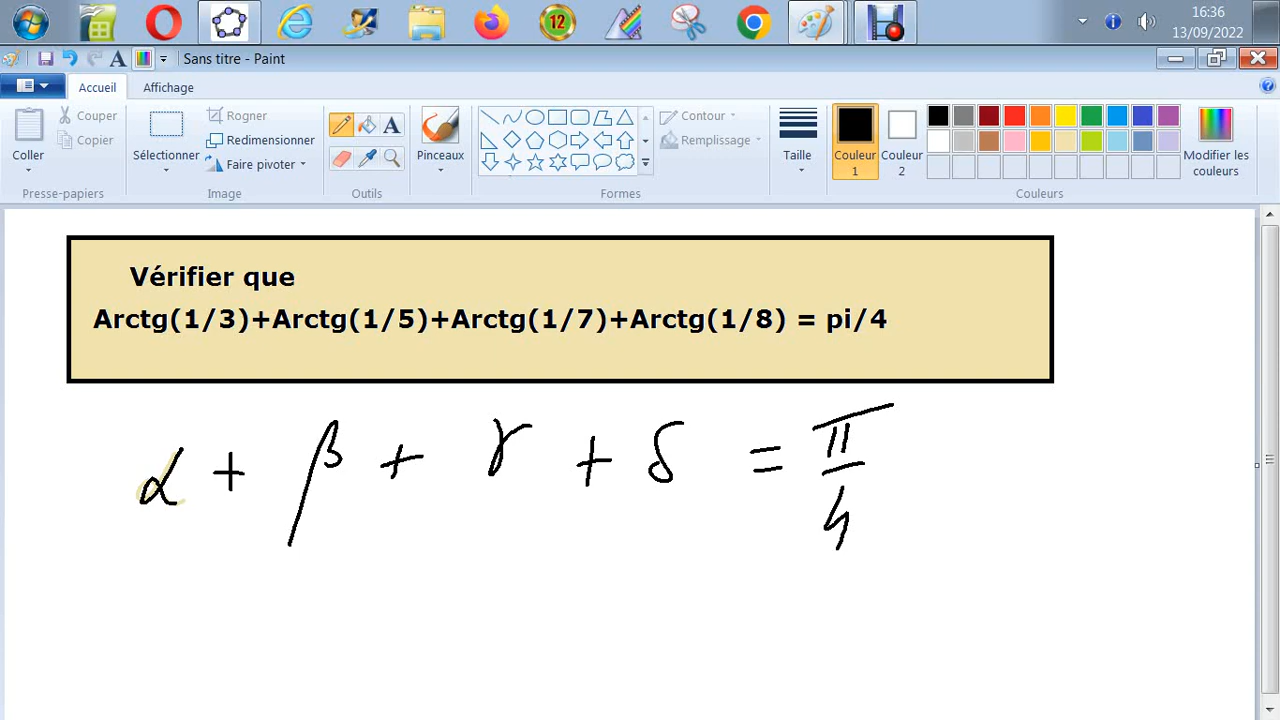 12
16:36
13/09/2022
Sans titre - Paint
Accueil Affichage
Coller
Couper
Copier
Presse-papiers
Sélectionner
Rogner
Redimensionner
Faire pivoter
Image
A
Outils
Pinceaux
Formes
Contour
Remplissage
Taille
Couleur 1
Couleur 2
Modifier les couleurs
Couleurs
Vérifier que
Arctg(1/3)+Arctg(1/5)+Arctg(1/7)+Arctg(1/8) = pi/4
α + β + γ + δ = π/4